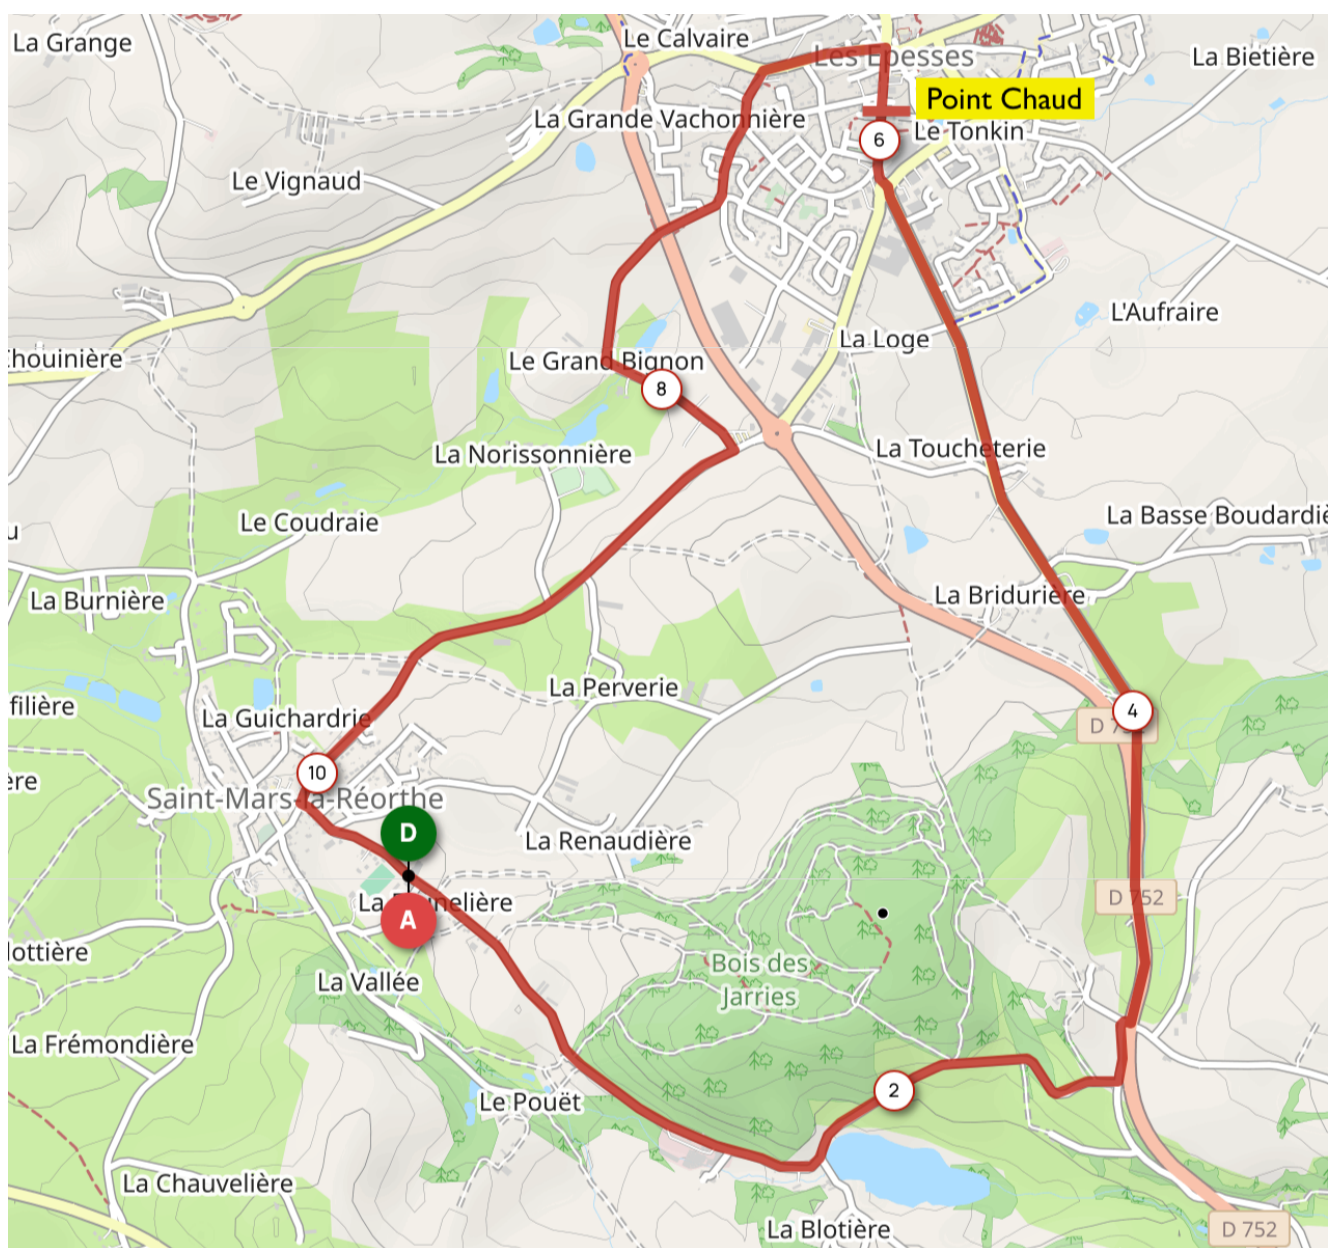 La Grange
Le Calvaire
Les Epesses
La Bietière
Point Chaud
La Grande Vachonnière
Le Tonkin
6
Le Vignaud
L'Aufraire
La Loge
Chouinière
Le Grand Bignon
8
La Norissonnière
La Toucheterie
Le Coudraie
La Basse Boudardiè
u
La Burnière
La Bridurière
La Perverie
filière
La Guichardrie
4
D 7
10
ère
Saint-Mars-la-Réorthe
D
La Renaudière
D 752
A
lottière
Bois des
Jarries
La Vallée
La Frémondière
2
Le Pouët
La Chauvelière
La Blotière
D 752